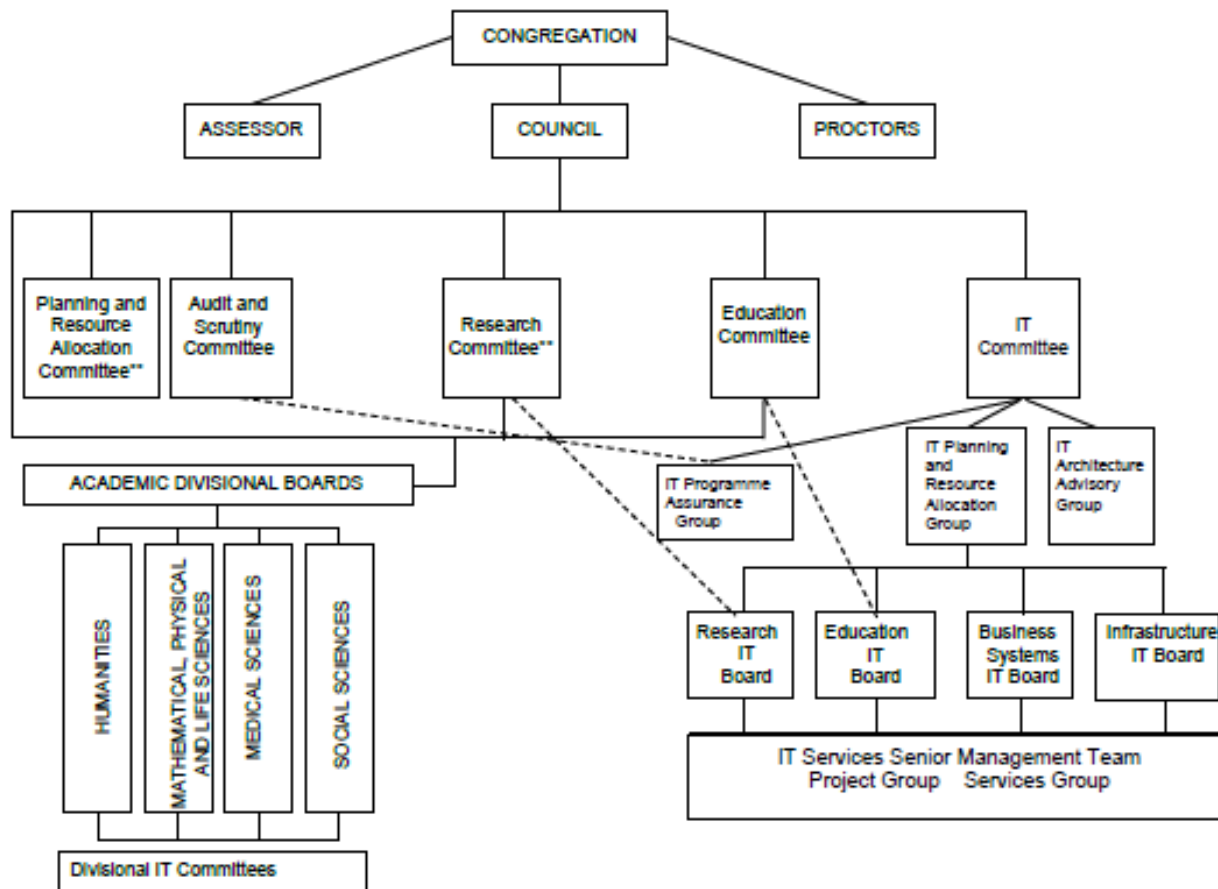 CONGREGATION
ASSESSOR
COUNCIL
PROCTORS
Planning and
Resource
Allocation
Committee**
Audit and
Scrutiny
Committee
Research
Committee**
Education
Committee
IT
Committee
ACADEMIC DIVISIONAL BOARDS
IT Programme
Assurance
Group
IT Planning
and
Resource
Allocation
Group
IT
Architecture
Advisory
Group
HUMANITIES
MATHEMATICAL, PHYSICAL
AND LIFE SCIENCES
MEDICAL SCIENCES
SOCIAL SCIENCES
Research
IT
Board
Education
IT
Board
Business
Systems
IT Board
Infrastructure
IT Board
IT Services Senior Management Team
Project Group Services Group
Divisional IT Committees